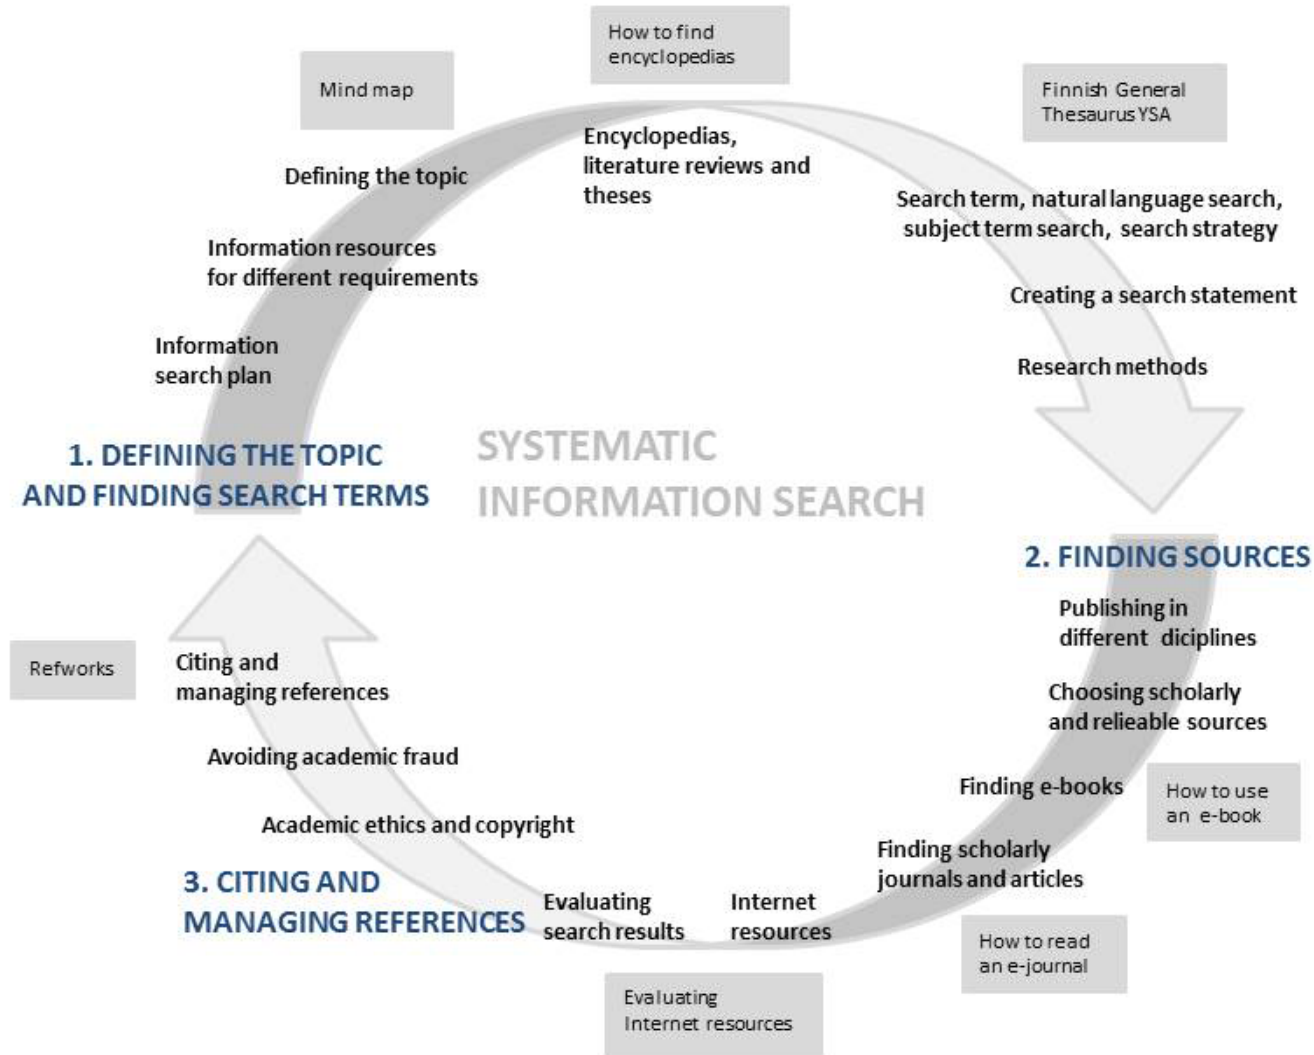 How to find
encyclopedias
Mind map
Finnish General
Thesaurus YSA
Encyclopedias,
literature reviews and
theses
Defining the topic
Search term, natural language search,
subject term search, search strategy
Information resources
for different requirements
Creating a search statement
Information
search plan
Research methods
1. DEFINING THE TOPIC
AND FINDING SEARCH TERMS
SYSTEMATIC
INFORMATION SEARCH
2. FINDING SOURCES
Publishing in
different diciplines
Refworks
Citing and
managing references
Choosing scholarly
and relieable sources
Avoiding academic fraud
Finding e-books
How to use
an e-book
Academic ethics and copyright
Finding scholarly
journals and articles
3. CITING AND
MANAGING REFERENCES
Evaluating
search results
Internet
resources
How to read
an e-journal
Evaluating
Internet resources